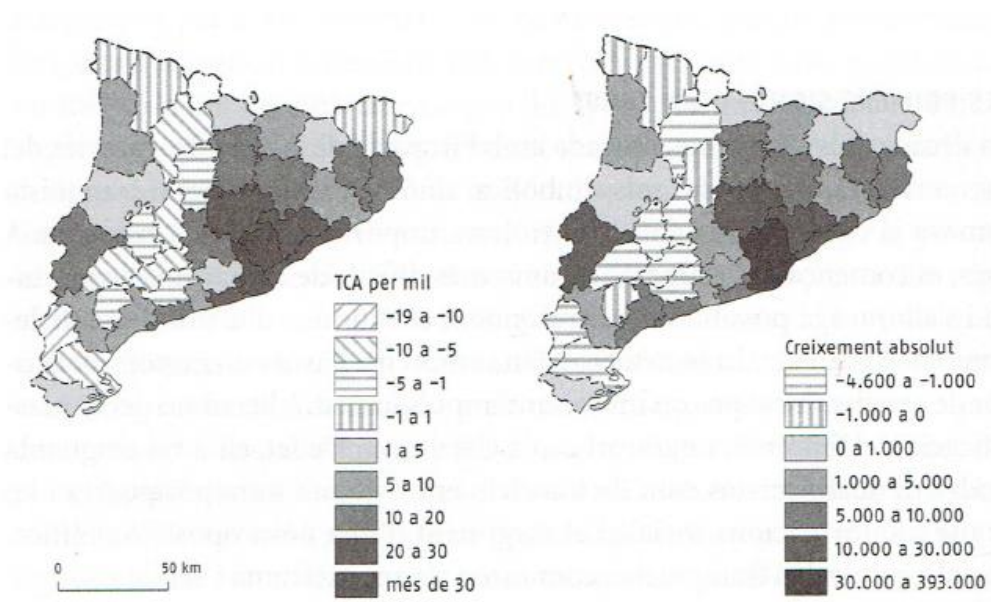 TCA per mil
-19 a -10
-10 a -5
-5 a -1
-1 a 1
1 a 5
5 a 10
10 a 20
20 a 30
més de 30
0 50 km
Creixement absolut
-4.600 a -1.000
-1.000 a 0
0 a 1.000
1.000 a 5.000
5.000 a 10.000
10.000 a 30.000
30.000 a 393.000